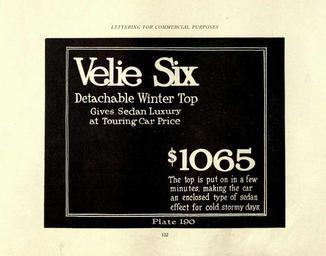 LETTERING FOR COMMERCIAL PURPOSES
Velie Six
Detachable Winter Top
Gives Sedan Luxury
at Touring Car Price
$1065
The top is put on in a few
minutes, making the car
an enclosed type of sedan
effect for cold, stormy days
Plate 190
132